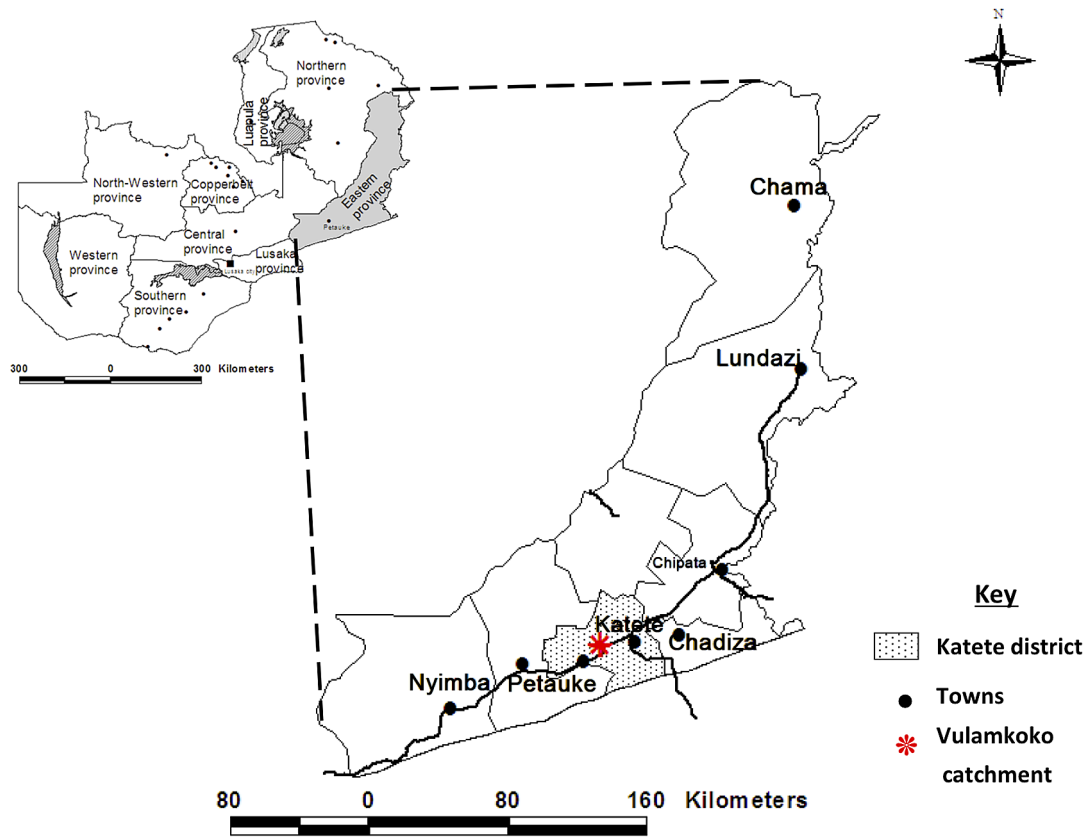 N
Northern
province
Luapula
province
North-Western
province
Copperbelt
province
Eastern
province
Petauke
Central
province
Western
province
Lusaka
province
Lusaka city
Southern
province
300 0 300 Kilometers
Chama
Lundazi
Chipata
Katete
Chadiza
Nyimba
Petauke
Key
Katete district
Towns
Vulamkoko
catchment
80 0 80 160 Kilometers